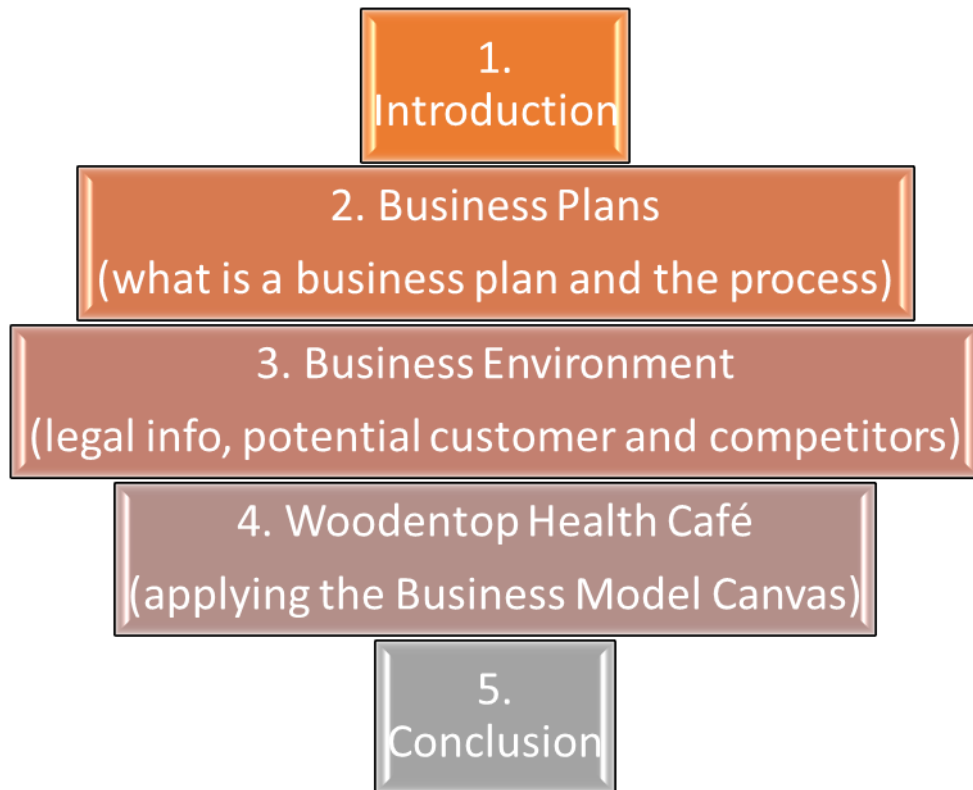 1.
Introduction
2. Business Plans
(what is a business plan and the process)
3. Business Environment
(legal info, potential customer and competitors)
4. Woodentop Health Café
(applying the Business Model Canvas)
5.
Conclusion